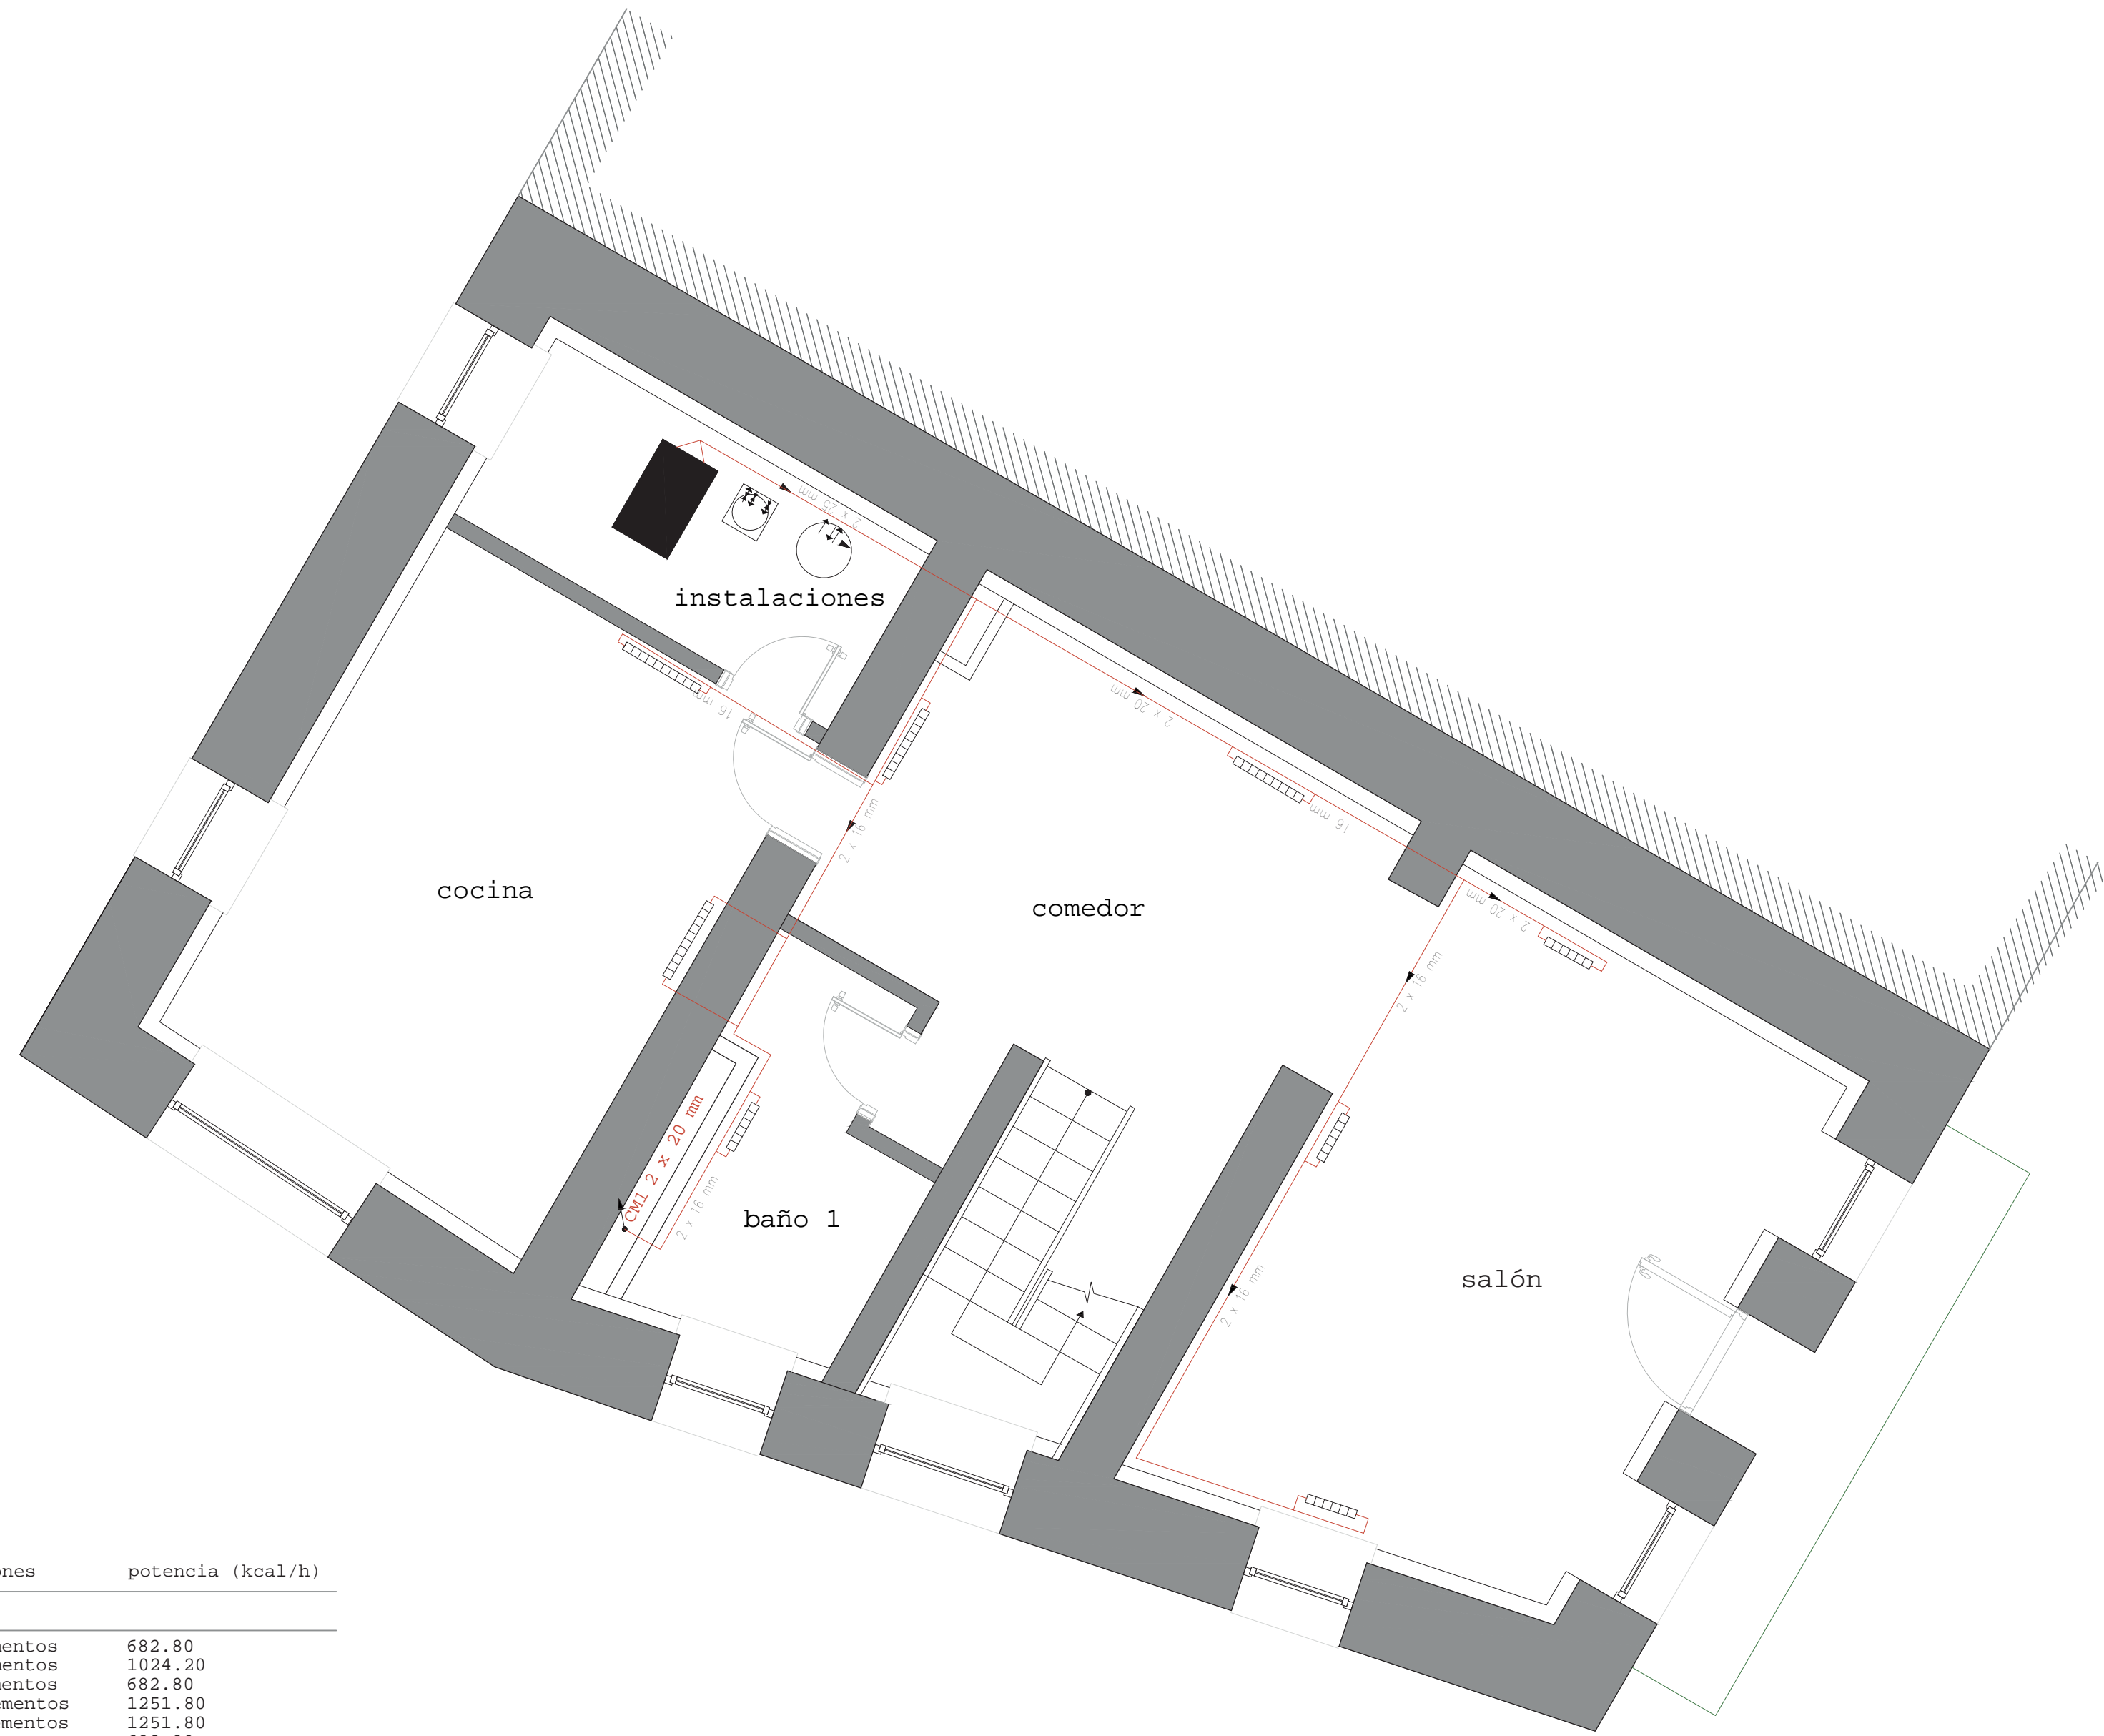 2 x 25 mm
instalaciones
16 mm
2 x 20 mm
2 x 16 mm
16 mm
cocina
comedor
2 x 20 mm
2 x 16 mm
CM1 2 x 20 mm
2 x 16 mm
baño 1
2 x 16 mm
salón
ones potencia (kcal/h)
mentos 682.80
mentos 1024.20
mentos 682.80
ementos 1251.80
ementos 1251.80